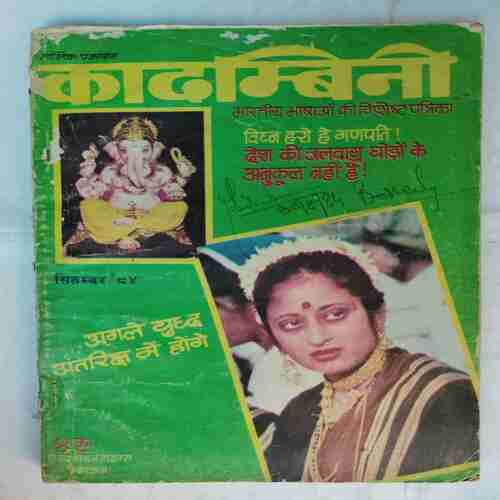 कादम्बिनी
भारतीय भाषाओं की विशिष्ट पत्रिका
विघ्न हरो हे गणपति !
देश की जलवायु घोड़ों के
अनुकूल नहीं है !
सितम्बर '८४
अगले युध्द
अंतरिक्ष में होंगे